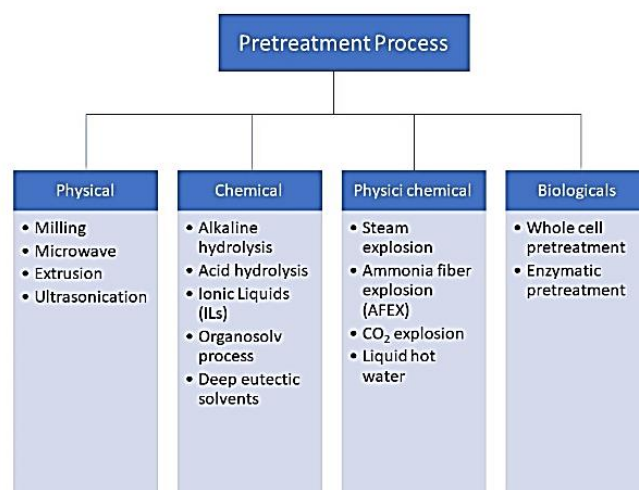 Pretreatment Process
Physical
• Milling
• Microwave
• Extrusion
• Ultrasonication
Chemical
• Alkaline
hydrolysis
• Acid hydrolysis
• Ionic Liquids
(ILs)
• Organosolv
process
• Deep eutectic
solvents
Physici chemical
• Steam
explosion
• Ammonia fiber
explosion
(AFEX)
• CO₂ explosion
• Liquid hot
water
Biologicals
• Whole cell
pretreatment
• Enzymatic
pretreatment